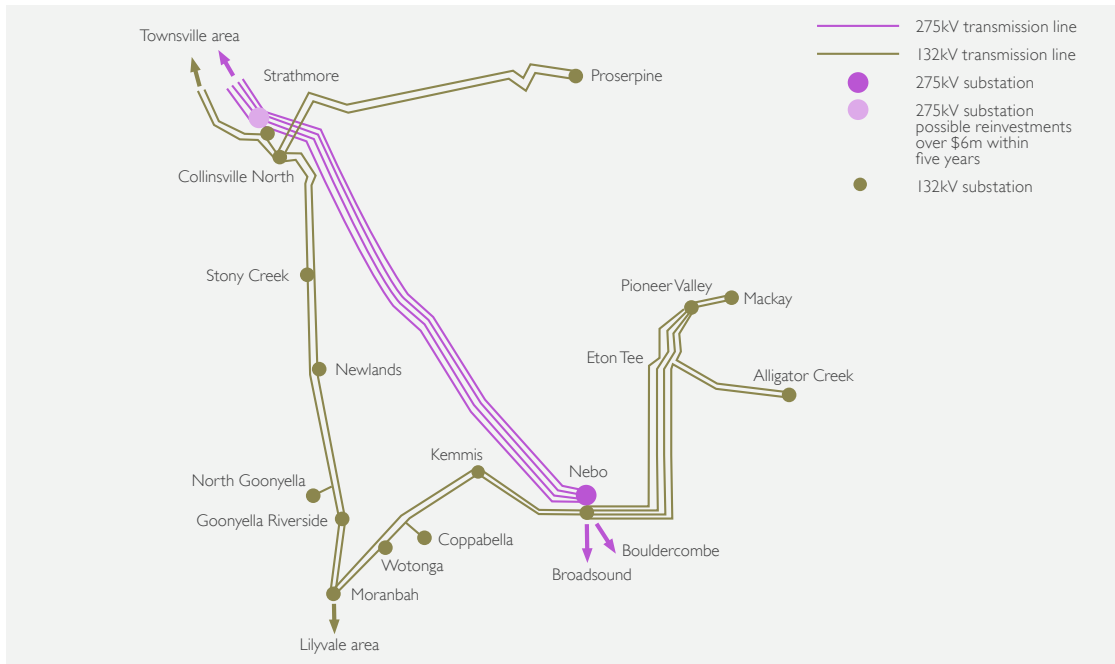 Townsville area
Strathmore
Proserpine
Collinsville North
Stony Creek
Newlands
North Goonyella
Goonyella Riverside
Moranbah
Lilyvale area
Kemmis
Coppabella
Wotonga
Nebo
Bouldercombe
Broadsound
Pioneer Valley
Mackay
Eton Tee
Alligator Creek
275kV transmission line
132kV transmission line
275kV substation
275kV substation
possible reinvestments
over $6m within
five years
132kV substation